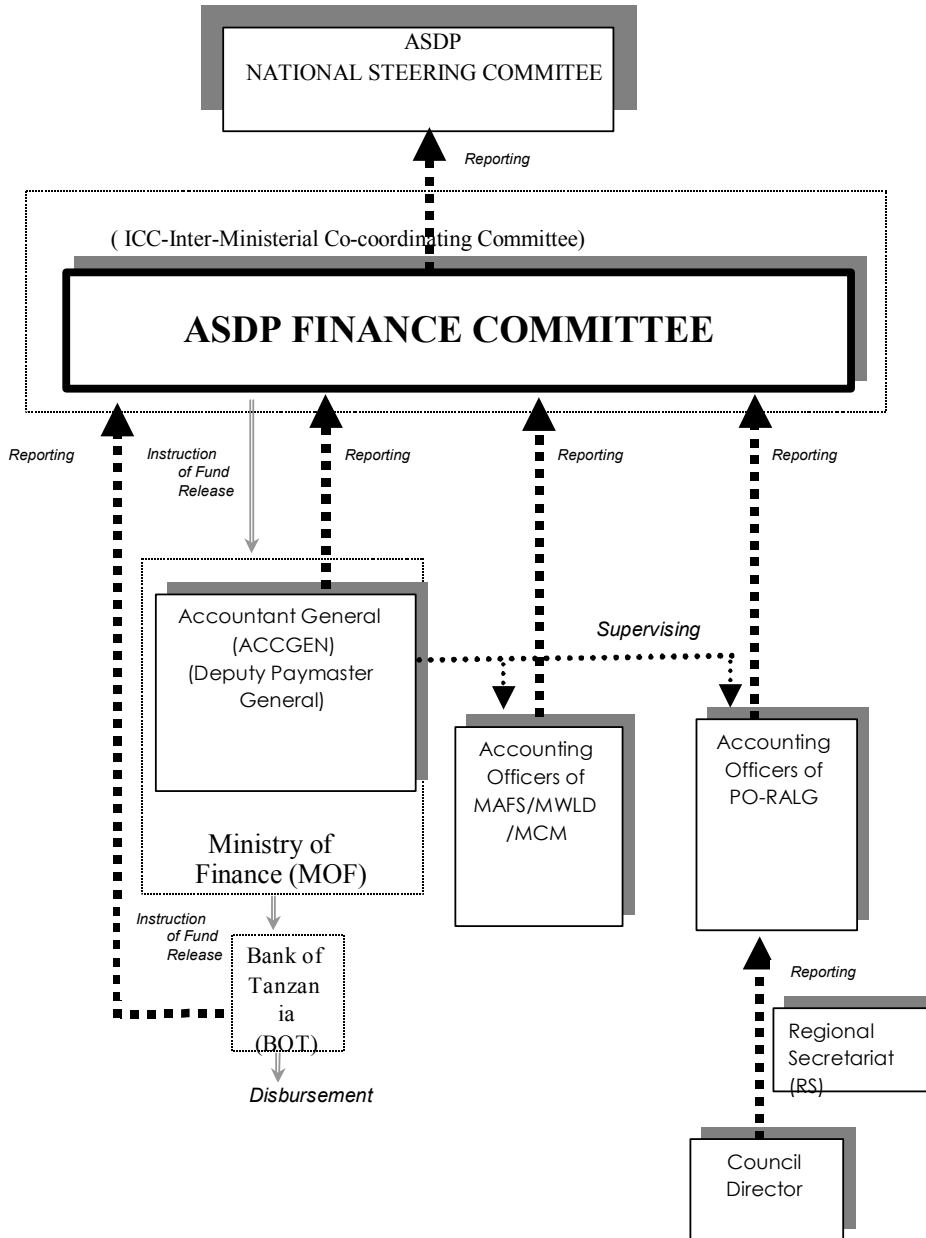 ASDP
NATIONAL STEERING COMMITEE
Reporting
( ICC-Inter-Ministerial Co-coordinating Committee)
ASDP FINANCE COMMITTEE
Reporting
Instruction
of Fund
Release
Reporting
Reporting
Reporting
Accountant General
(ACCGEN)
(Deputy Paymaster
General)
Supervising
Accounting
Officers of
MAFS/MWLD
/MCM
Accounting
Officers of
PO-RALG
Ministry of
Finance (MOF)
Instruction
of Fund
Release
Bank of
Tanzan
ia
(BOT)
Disbursement
Reporting
Regional
Secretariat
(RS)
Council
Director